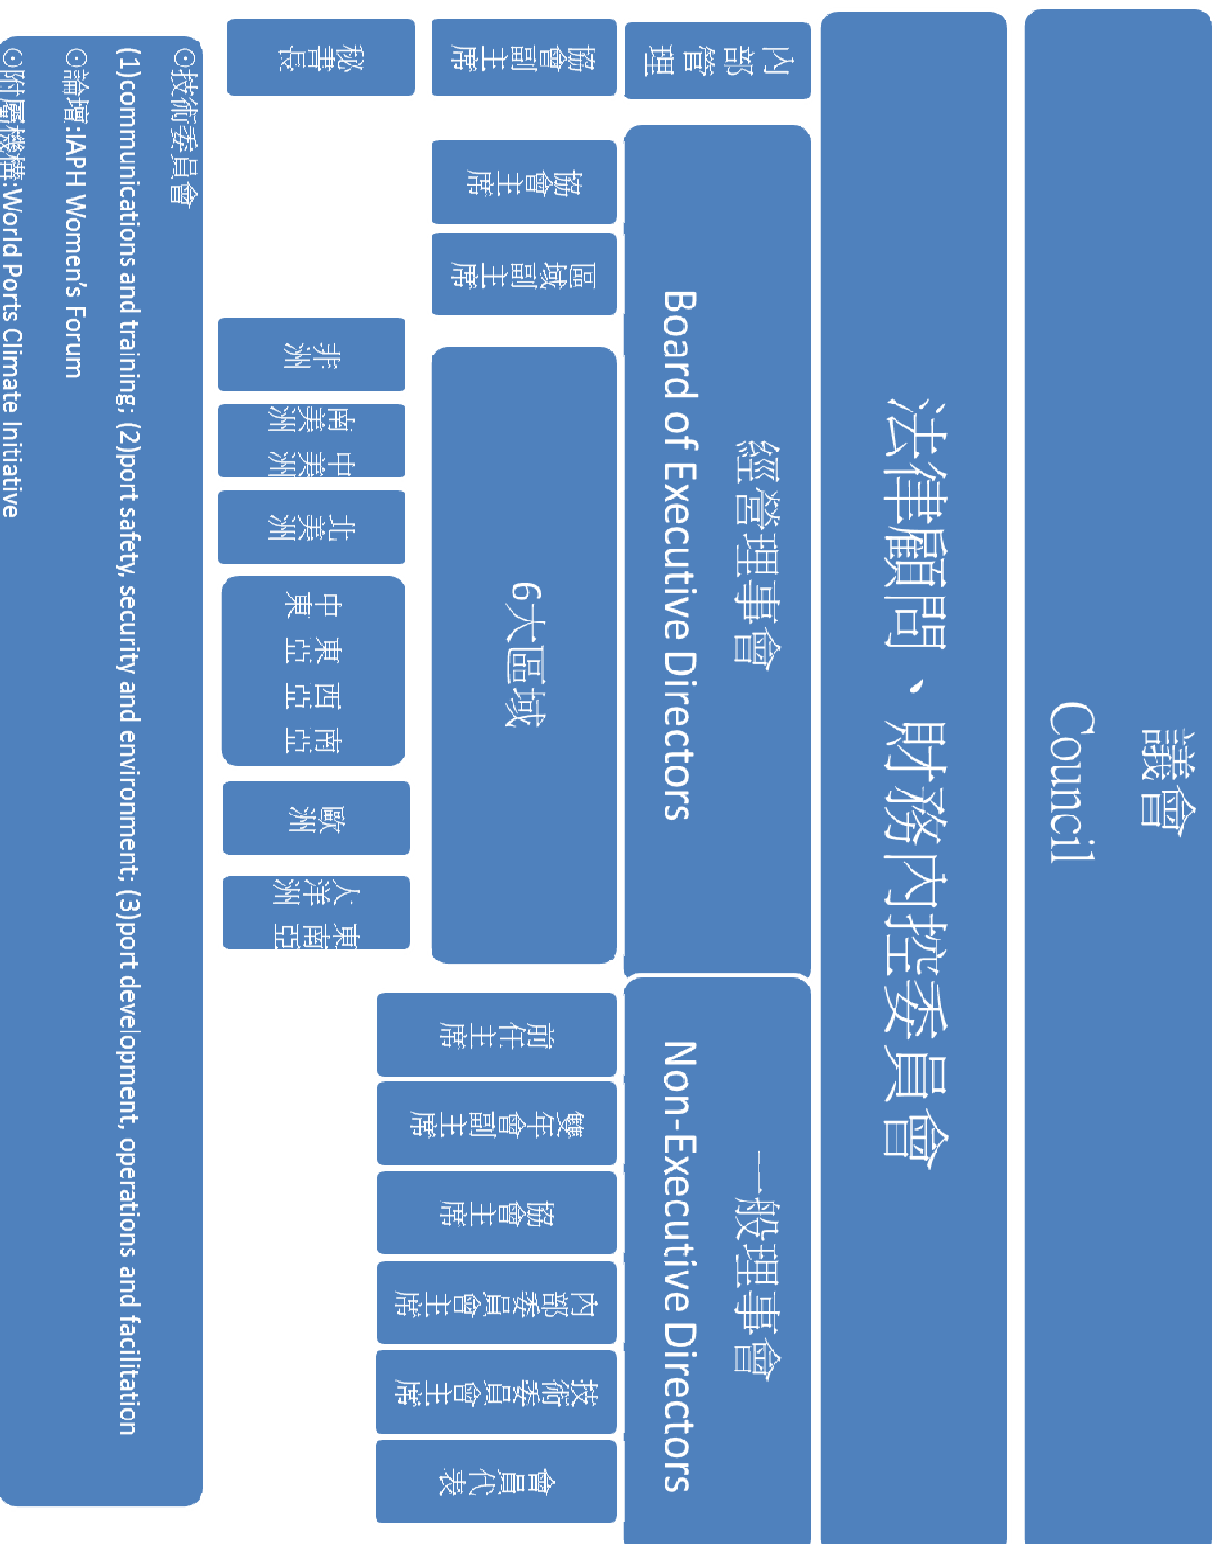 議會
Council
法律顧問、財務內控委員會
內部管理
經營理事會
Board of Executive Directors
一般理事會
Non-Executive Directors
協會副主席
協會主席
區域副主席
6大區域
前任主席
雙年會副主席
協會主席
內部委員會主席
技術委員會主席
會員代表
秘書長
非洲
南美洲
中美洲
北美洲
中東
東亞
西亞
南亞
歐洲
大洋洲
東南亞
⊙技術委員會
(1)communications and training; (2)port safety, security and environment; (3)port development, operations and facilitation
⊙論壇:IAPH Women's Forum
⊙附屬機構:World Ports Climate Initiative